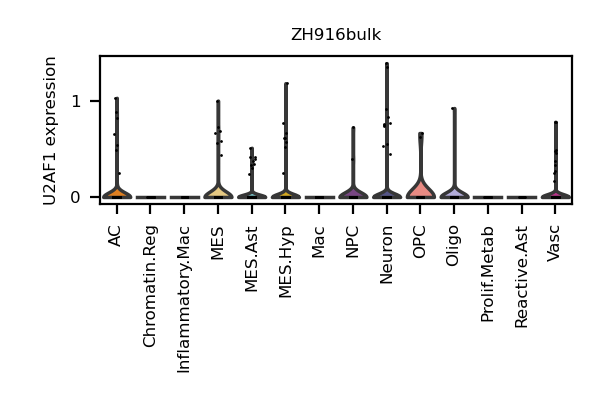 ZH916bulk
U2AF1 expression
1
0
AC
Chromatin.Reg
Inflammatory.Mac
MES
MES.Ast
MES.Hyp
Mac
NPC
Neuron
OPC
Oligo
Prolif.Metab
Reactive.Ast
Vasc